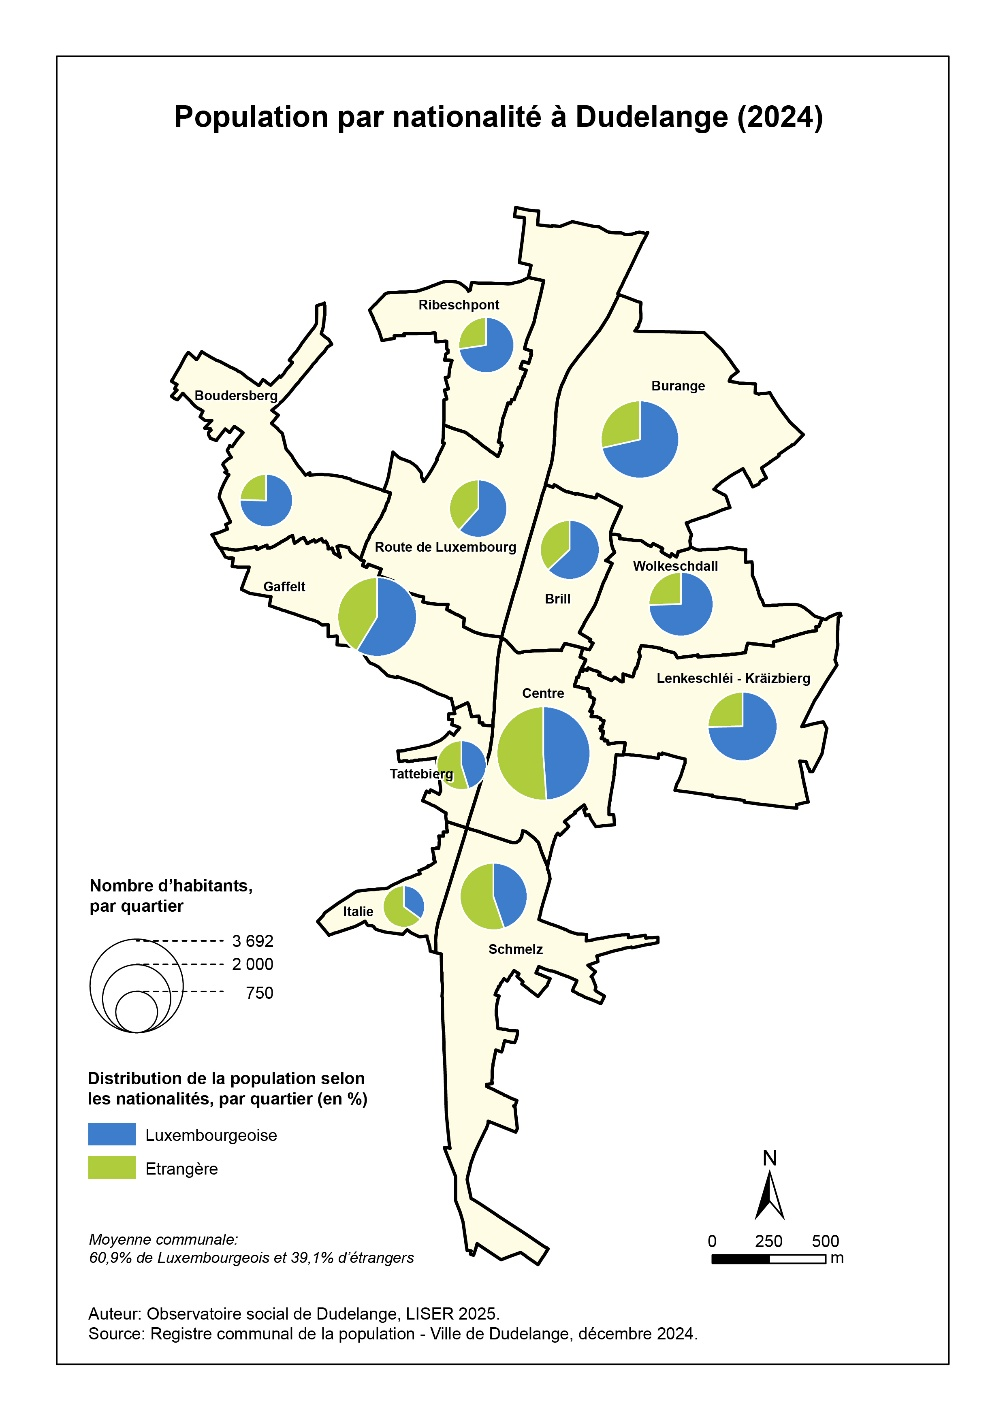 Population par nationalité à Dudelange (2024)
Ribeschpont
Burange
Boudersberg
Route de Luxembourg
Wolkeschdall
Gaffelt
Brill
Lenkeschléi - Kräizbierg
Centre
Tattebierg
Nombre d'habitants,
par quartier
Italie
3 692
Schmelz
2 000
750
Distribution de la population selon
les nationalités, par quartier (en %)
Luxembourgeoise
Etrangère
N
Moyenne communale:
60,9% de Luxembourgeois et 39,1% d'étrangers
0 250 500
m
Auteur: Observatoire social de Dudelange, LISER 2025.
Source: Registre communal de la population - Ville de Dudelange, décembre 2024.